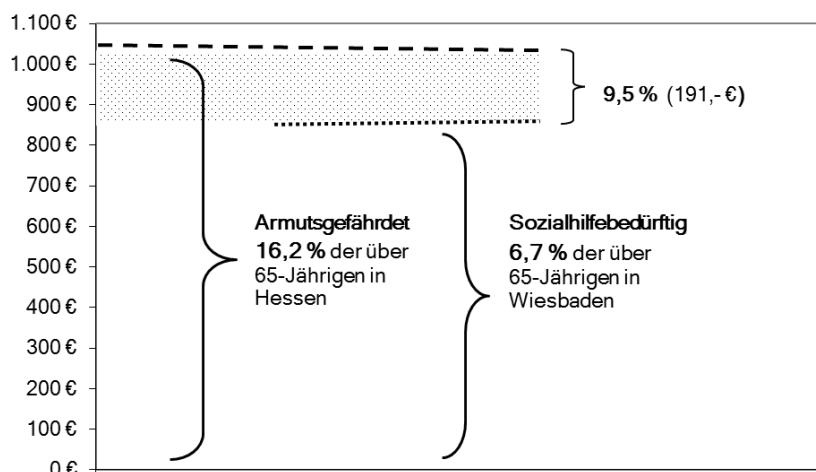 1.100 €
1.000 €
900 €
800 €
700 €
600 €
500 €
400 €
300 €
200 €
100 €
0 €
9,5 % (191,- €)
Armutsgefährdet
16,2 % der über
65-Jährigen in
Hessen
Sozialhilfebedürftig
6,7 % der über
65-Jährigen in
Wiesbaden